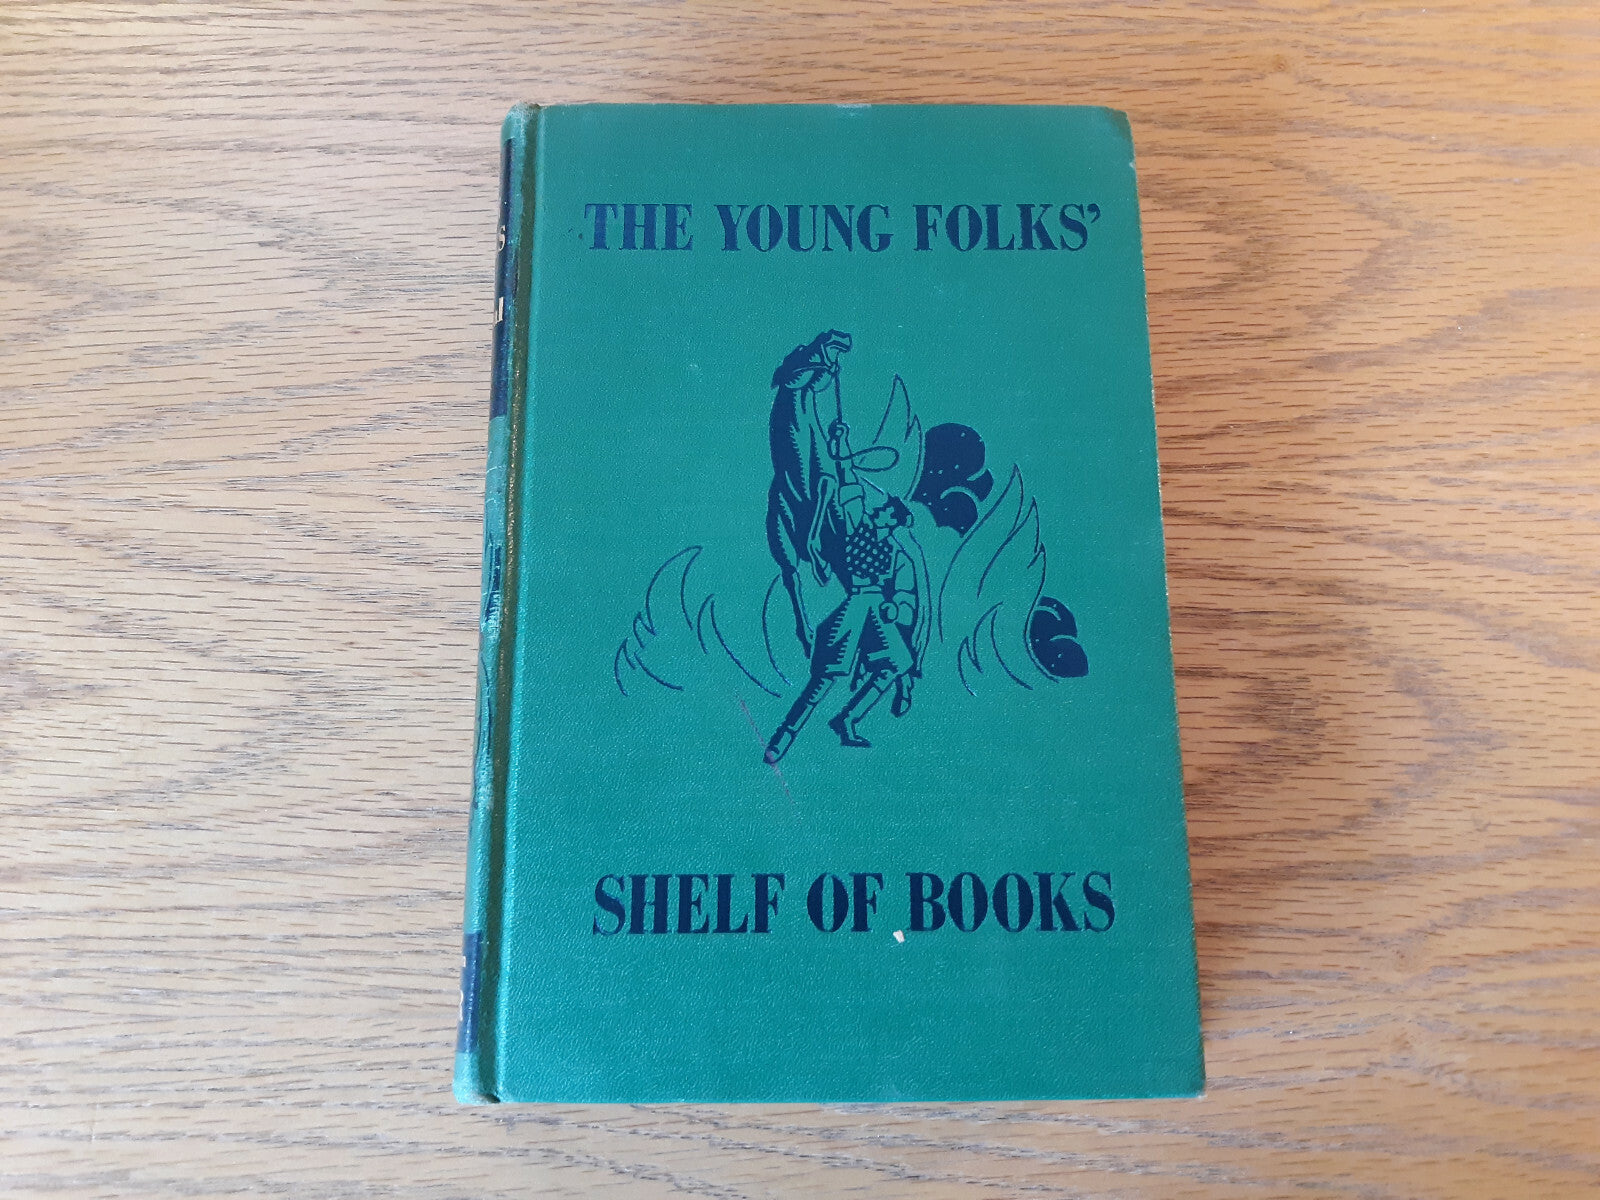 THE YOUNG FOLKS'
SHELF OF BOOKS